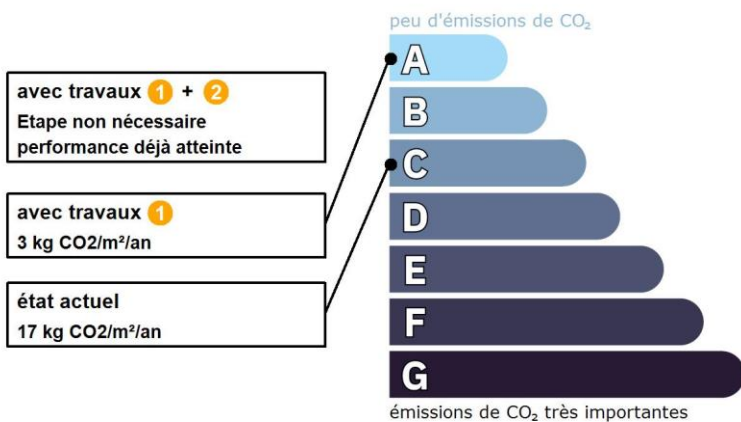 peu d'émissions de CO₂
avec travaux 1 + 2
Etape non nécessaire
performance déjà atteinte
avec travaux 1
3 kg CO2/m²/an
état actuel
17 kg CO2/m²/an
A
B
C
D
E
F
G
émissions de CO₂ très importantes